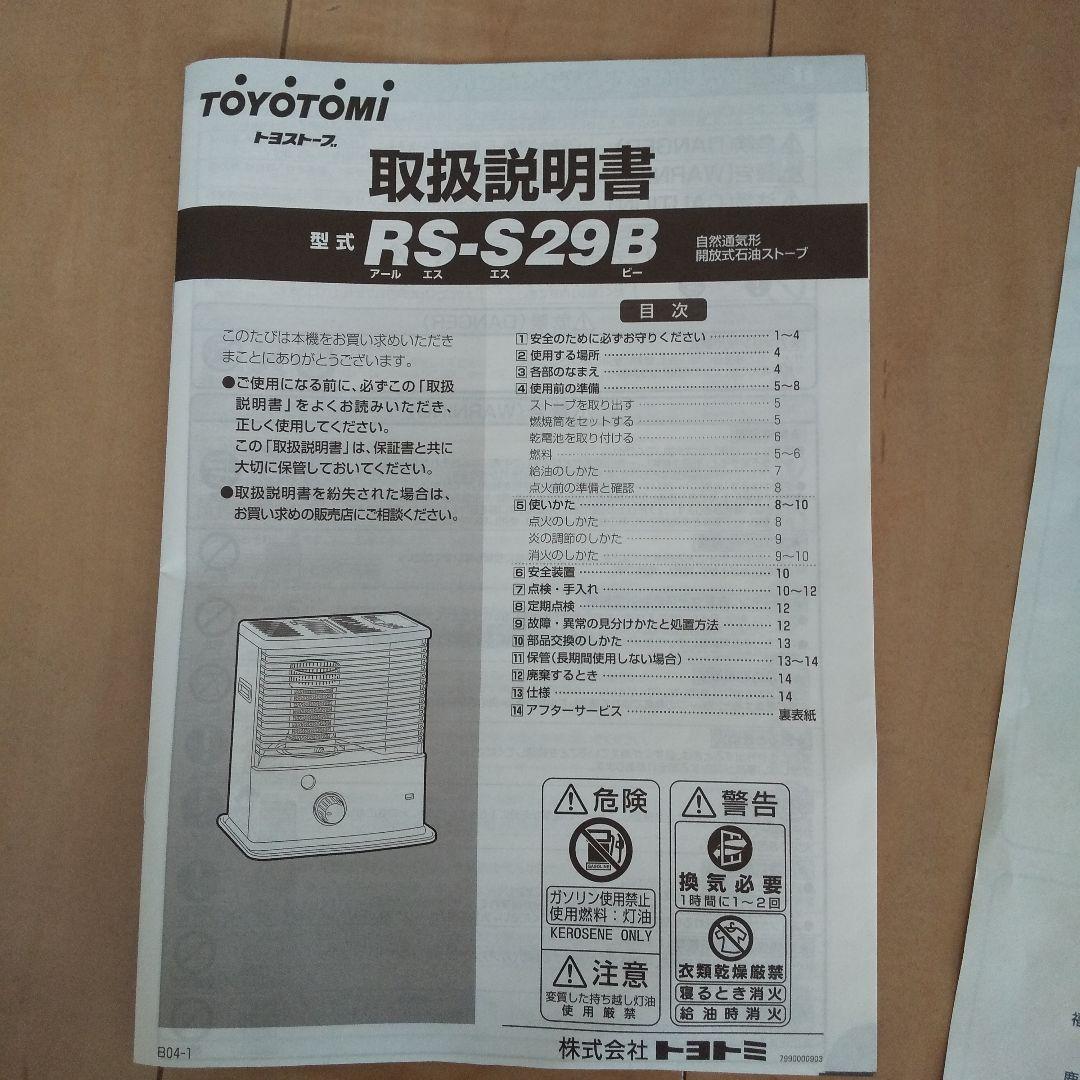 TOYOTOMI
トヨストーブ
取扱説明書
型式 RS-S29B
アール エス エス ビー
自然通気形
開放式石油ストーブ
このたびは本機をお買い求めいただき
まことにありがとうございます。
●ご使用になる前に、必ずこの「取扱
説明書」をよくお読みいただき、
正しく使用してください。
この「取扱説明書」は、保証書と共に
大切に保管しておいてください。
●取扱説明書を紛失された場合は、
お買い求めの販売店にご相談ください。
目次
1 安全のために必ずお守りください 1～4
2 使用する場所 4
3 各部のなまえ 4
4 使用前の準備 5～8
ストーブを取り出す 5
燃焼筒をセットする 5
乾電池を取り付ける 6
燃料 5～6
給油のしかた 7
点火前の準備と確認 8
5 使いかた 8～10
点火のしかた 8
炎の調節のしかた 9
消火のしかた 9～10
6 安全装置 10
7 点検・手入れ 10～12
8 定期点検 12
9 故障・異常の見分けかたと処置方法 12
10 部品交換のしかた 13
11 保管(長期間使用しない場合) 13～14
12 廃棄するとき 14
13 仕様 14
14 アフターサービス 裏表紙
危険
GASOLINE
ガソリン使用禁止
使用燃料：灯油
KEROSENE ONLY
注意
変質した持ち越し灯油
使用厳禁
警告
換気必要
1時間に1～2回
衣類乾燥厳禁
寝るとき消火
給油時消火
株式会社トヨトミ
7990000903
B04-1